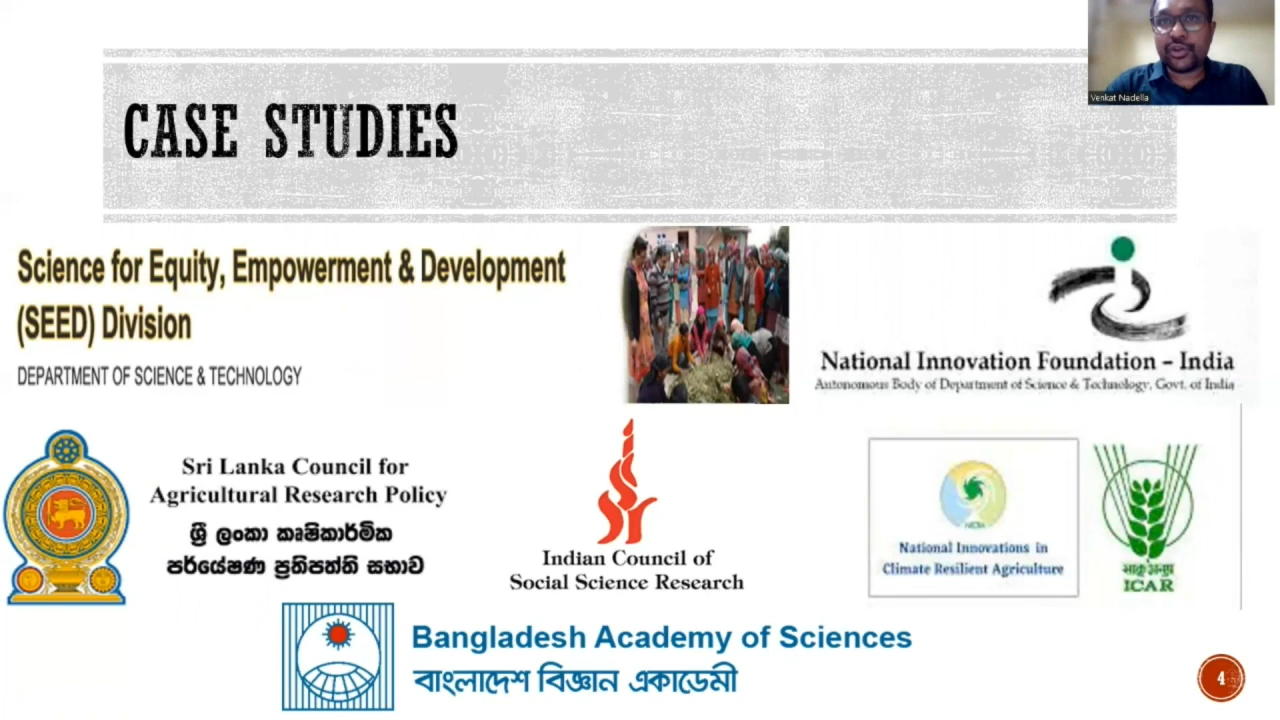 Venkat Nadella
CASE STUDIES
Science for Equity, Empowerment & Development
(SEED) Division
DEPARTMENT OF SCIENCE & TECHNOLOGY
National Innovation Foundation – India
Autonomous Body of Department of Science & Technology, Govt. of India
Sri Lanka Council for
Agricultural Research Policy
ශ්‍රී ලංකා කෘෂිකාර්මික
පර්යේෂණ ප්‍රතිපත්ති සභාව
Indian Council of
Social Science Research
NICRA
National Innovations in
Climate Resilient Agriculture
भाकृअनुप
ICAR
Bangladesh Academy of Sciences
বাংলাদেশ বিজ্ঞান একাডেমী
4